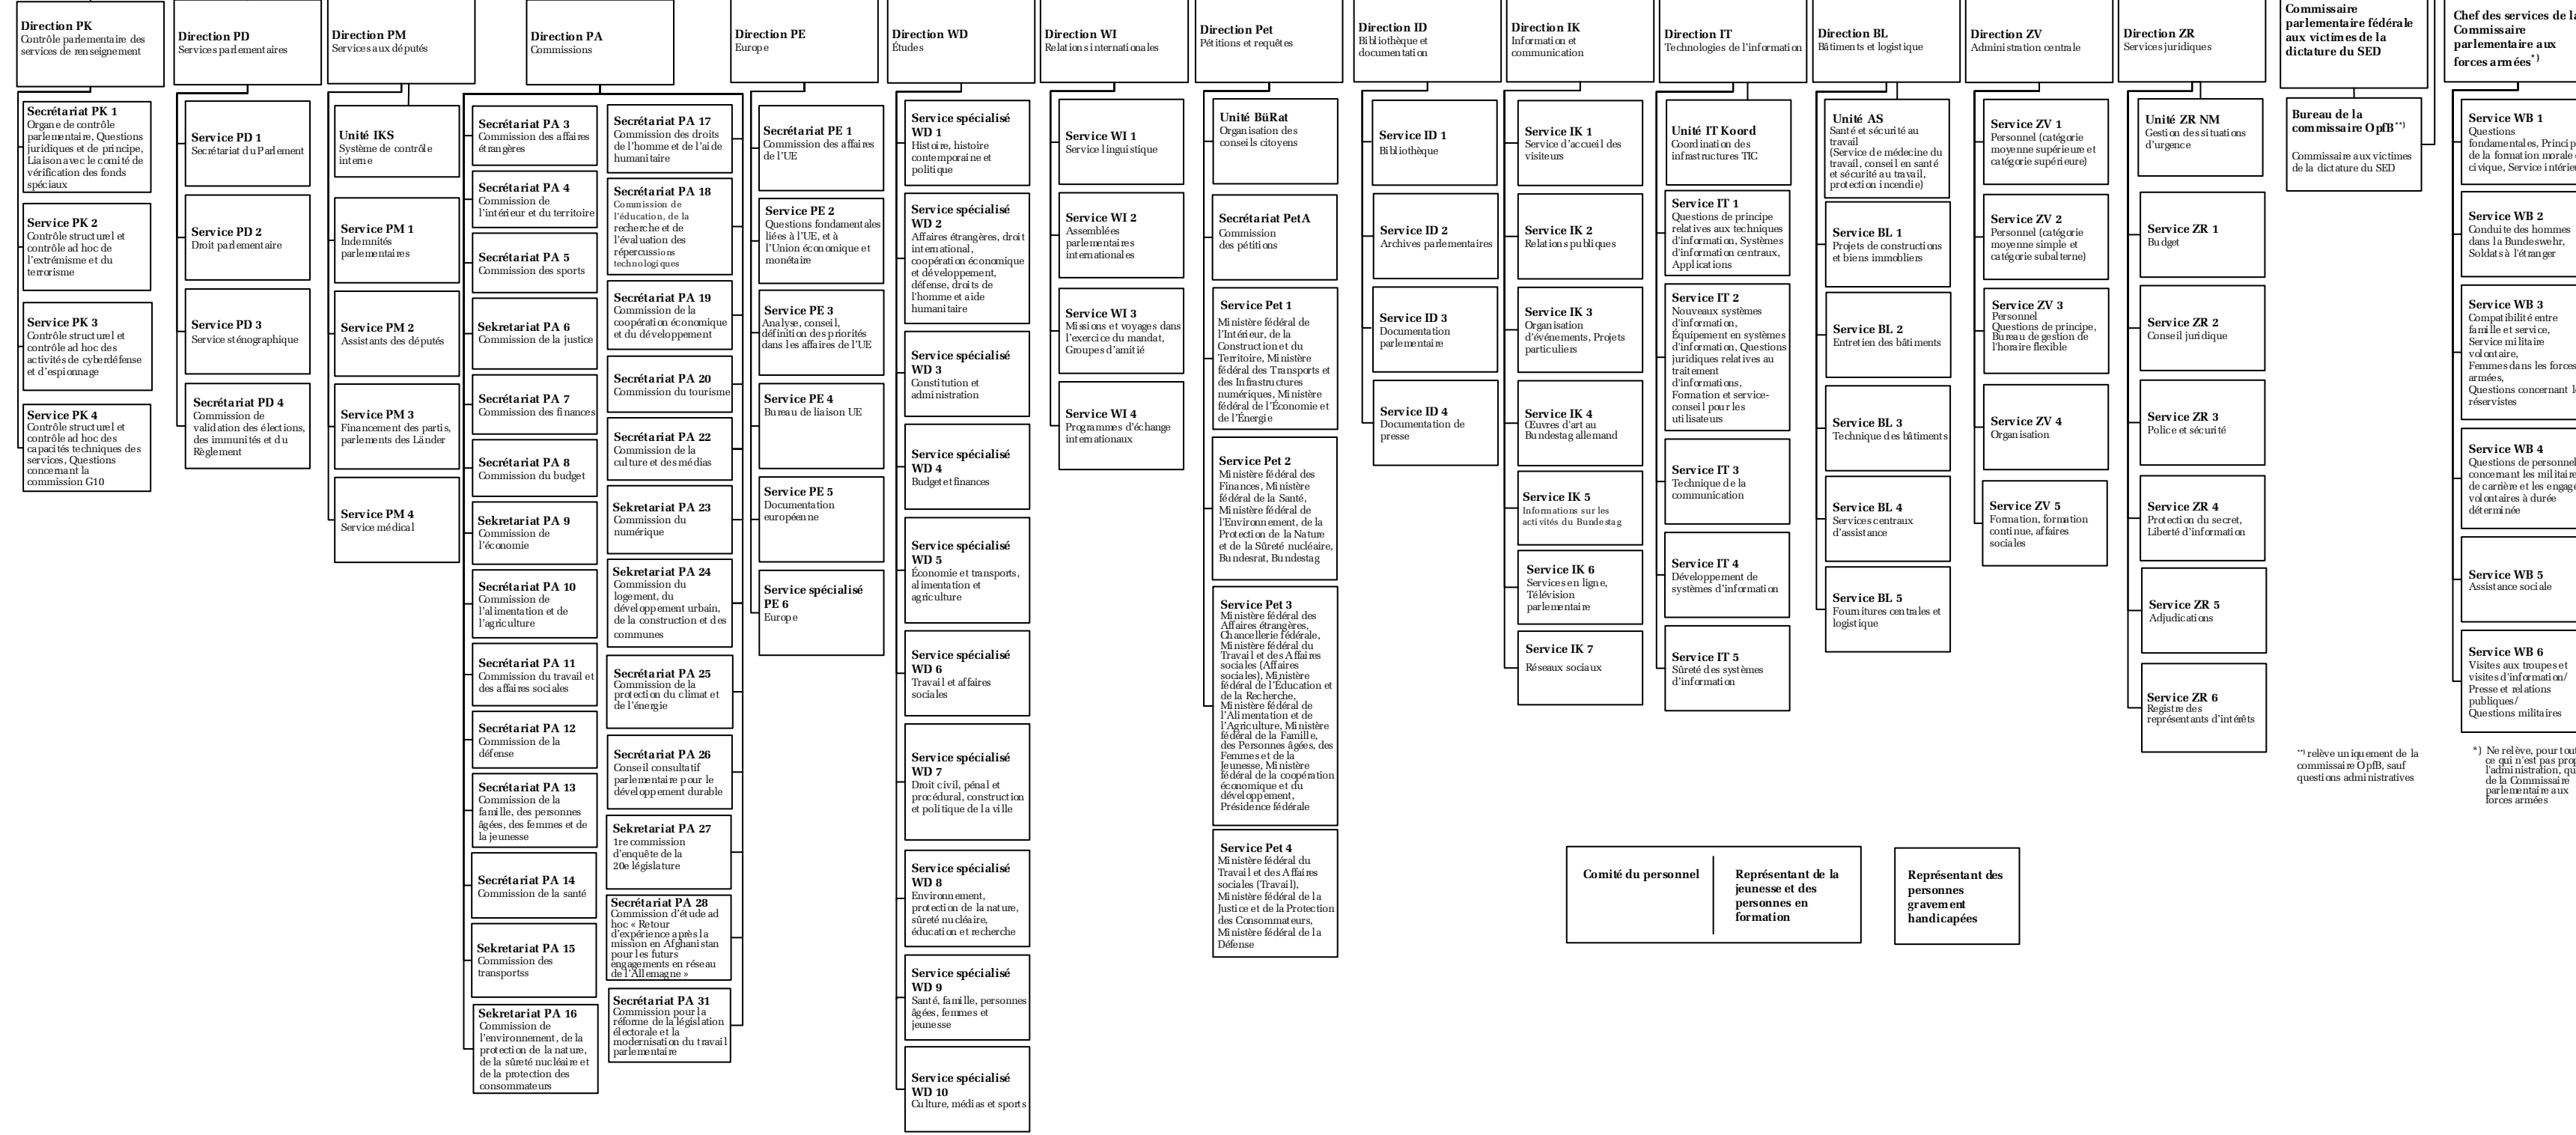 Direction PK
Contrôle parlementaire des
services de renseignement
Secrétariat PK 1
Organe de contrôle
parlementaire, Questions
juridiques et de principe,
Liaison avec le comité de
vérification des fonds
spéciaux
Service PK 2
Contrôle structurel et
contrôle ad hoc de
l'extrémisme et du
terrorisme
Service PK 3
Contrôle structurel et
contrôle ad hoc des
activités de cyberdéfense
et d'espionnage
Service PK 4
Contrôle structurel et
contrôle ad hoc des
capacités techniques des
services, Questions
concernant la
commission G10
Direction PD
Services parlementaires
Service PD 1
Secrétariat du Parlement
Service PD 2
Droit parlementaire
Service PD 3
Service sténographique
Secrétariat PD 4
Commission de
validation des élections,
des immunités et du
Règlement
Direction PM
Services aux députés
Unité IKS
Système de contrôle
interne
Service PM 1
Indemnités
parlementaires
Service PM 2
Assistants des députés
Service PM 3
Financement des partis,
parlements des Länder
Service PM 4
Service médical
Direction PA
Commissions
Secrétariat PA 3
Commission des affaires
étrangères
Secrétariat PA 4
Commission de
l'intérieur et du territoire
Secrétariat PA 5
Commission des sports
Sekretariat PA 6
Commission de la justice
Secrétariat PA 7
Commission des finances
Secrétariat PA 8
Commission du budget
Sekretariat PA 9
Commission de
l'économie
Secrétariat PA 10
Commission de
l'alimentation et de
l'agriculture
Secrétariat PA 11
Commission du travail et
des affaires sociales
Secrétariat PA 12
Commission de la
défense
Secrétariat PA 13
Commission de la
famille, des personnes
âgées, des femmes et de
la jeunesse
Secrétariat PA 14
Commission de la santé
Sekretariat PA 15
Commission des
transportss
Sekretariat PA 16
Commission de
l'environnement, de la
protection de la nature,
de la sûreté nucléaire et
de la protection des
consommateurs
Secrétariat PA 17
Commission des droits
de l'homme et de l'aide
humanitaire
Secrétariat PA 18
Commission de
l'éducation, de la
recherche et de
l'évaluation des
répercussions
technologiques
Secrétariat PA 19
Commission de la
coopération économique
et du développement
Secrétariat PA 20
Commission du tourisme
Secrétariat PA 22
Commission de la
culture et des médias
Sekretariat PA 23
Commission du
numérique
Sekretariat PA 24
Commission du
logement, du
développement urbain,
de la construction et des
communes
Secrétariat PA 25
Commission de la
protection du climat et
de l'énergie
Secrétariat PA 26
Conseil consultatif
parlementaire pour le
développement durable
Sekretariat PA 27
1re commission
d'enquête de la
20e législature
Secrétariat PA 28
Commission d'étude ad
hoc « Retour
d'expérience après la
mission en Afghanistan
pour les futurs
engagements en réseau
de l'Allemagne »
Secrétariat PA 31
Commission pour la
réforme de la législation
électorale et la
modernisation du travail
parlementaire
Direction PE
Europe
Secrétariat PE 1
Commission des affaires
de l'UE
Service PE 2
Questions fondamentales
liées à l'UE, et à
l'Union économique et
monétaire
Service PE 3
Analyse, conseil,
définition des priorités
dans les affaires de l'UE
Service PE 4
Bureau de liaison UE
Service PE 5
Documentation
européenne
Service spécialisé
PE 6
Europe
Direction WD
Études
Service spécialisé
WD 1
Histoire, histoire
contemporaine et
politique
Service spécialisé
WD 2
Affaires étrangères, droit
international,
coopération économique
et développement,
défense, droits de
l'homme et aide
humanitaire
Service spécialisé
WD 3
Constitution et
administration
Service spécialisé
WD 4
Budget et finances
Service spécialisé
WD 5
Économie et transports,
alimentation et
agriculture
Service spécialisé
WD 6
Travail et affaires
sociales
Service spécialisé
WD 7
Droit civil, pénal et
procédural, construction
et politique de la ville
Service spécialisé
WD 8
Environnement,
protection de la nature,
sûreté nucléaire,
éducation et recherche
Service spécialisé
WD 9
Santé, famille, personnes
âgées, femmes et
jeunesse
Service spécialisé
WD 10
Culture, médias et sports
Direction WI
Relations internationales
Service WI 1
Service linguistique
Service WI 2
Assemblées
parlementaires
internationales
Service WI 3
Missions et voyages dans
l'exercice du mandat,
Groupes d'amitié
Service WI 4
Programmes d'échange
internationaux
Direction Pet
Pétitions et requêtes
Unité BüRat
Organisation des
conseils citoyens
Secrétariat PetA
Commission
des pétitions
Service Pet 1
Ministère fédéral de
l'Intérieur, de la
Construction et du
Territoire, Ministère
fédéral des Transports et
des Infrastructures
numériques, Ministère
fédéral de l'Économie et
de l'Énergie
Service Pet 2
Ministère fédéral des
Finances, Ministère
fédéral de la Santé,
Ministère fédéral de
l'Environnement, de la
Protection de la Nature
et de la Sûreté nucléaire,
Bundesrat, Bundestag
Service Pet 3
Ministère fédéral des
Affaires étrangères,
Chancellerie fédérale,
Ministère fédéral du
Travail et des Affaires
sociales (Affaires
sociales), Ministère
fédéral de l'Éducation et
de la Recherche,
Ministère fédéral de
l'Alimentation et de
l'Agriculture, Ministère
fédéral de la Famille,
des Personnes âgées, des
Femmes et de la
Jeunesse, Ministère
fédéral de la coopération
économique et du
développement,
Présidence fédérale
Service Pet 4
Ministère fédéral du
Travail et des Affaires
sociales (Travail),
Ministère fédéral de la
Justice et de la Protection
des Consommateurs,
Ministère fédéral de la
Défense
Direction ID
Bibliothèque et
documentation
Service ID 1
Bibliothèque
Service ID 2
Archives parlementaires
Service ID 3
Documentation
parlementaire
Service ID 4
Documentation de
presse
Direction IK
Information et
communication
Service IK 1
Service d'accueil des
visiteurs
Service IK 2
Relations publiques
Service IK 3
Organisation
d'événements, Projets
particuliers
Service IK 4
Œuvres d'art au
Bundestag allemand
Service IK 5
Informations sur les
activités du Bundestag
Service IK 6
Services en ligne,
Télévision
parlementaire
Service IK 7
Réseaux sociaux
Direction IT
Technologies de l'information
Unité IT Koord
Coordination des
infrastructures TIC
Service IT 1
Questions de principe
relatives aux techniques
d'information, Systèmes
d'information centraux,
Applications
Service IT 2
Nouveaux systèmes
d'information,
Équipement en systèmes
d'information, Questions
juridiques relatives au
traitement
d'informations,
Formation et service-
conseil pour les
utilisateurs
Service IT 3
Technique de la
communication
Service IT 4
Développement de
systèmes d'information
Service IT 5
Sûreté des systèmes
d'information
Direction BL
Bâtiments et logistique
Unité AS
Santé et sécurité au
travail
(Service de médecine du
travail, conseil en santé
et sécurité au travail,
protection incendie)
Service BL 1
Projets de constructions
et biens immobliers
Service BL 2
Entretien des bâtiments
Service BL 3
Technique des bâtiments
Service BL 4
Services centraux
d'assistance
Service BL 5
Fournitures centrales et
logistique
Direction ZV
Administration centrale
Service ZV 1
Personnel (catégorie
moyenne supérieure et
catégorie supérieure)
Service ZV 2
Personnel (catégorie
moyenne simple et
catégorie subalterne)
Service ZV 3
Personnel
Questions de principe,
Bureau de gestion de
l'horaire flexible
Service ZV 4
Organisation
Service ZV 5
Formation, formation
continue, affaires
sociales
Direction ZR
Services juridiques
Unité ZR NM
Gestion des situations
d'urgence
Service ZR 1
Budget
Service ZR 2
Conseil juridique
Service ZR 3
Police et sécurité
Service ZR 4
Protection du secret,
Liberté d'information
Service ZR 5
Adjudications
Service ZR 6
Registre des
représentants d'intérêts
Commissaire
parlementaire fédérale
aux victimes de la
dictature du SED
Bureau de la
commissaire OpfB**)
Commissaire aux victimes
de la dictature du SED
**) relève uniquement de la
commissaire OpfB, sauf
questions administratives
Chef des services de la
Commissaire
parlementaire aux
forces armées*)
Service WB 1
Questions
fondamentales, Princip
de la formation morale
civique, Service intérieu
Service WB 2
Conduite des hommes
dans la Bundeswehr,
Soldats à l'étranger
Service WB 3
Compatibilité entre
famille et service,
Service militaire
volontaire,
Femmes dans les forces
armées,
Questions concernant le
réservistes
Service WB 4
Questions de personnel
concernant les militaire
de carrière et les engagé
volontaires à durée
déterminée
Service WB 5
Assistance sociale
Service WB 6
Visites aux troupes et
visites d'information/
Presse et relations
publiques/
Questions militaires
*) Ne relève, pour tout
ce qui n'est pas prop
l'administration, qu
de la Commissaire
parlementaire aux
forces armées
Comité du personnel
Représentant de la
jeunesse et des
personnes en
formation
Représentant des
personnes
gravement
handicapées